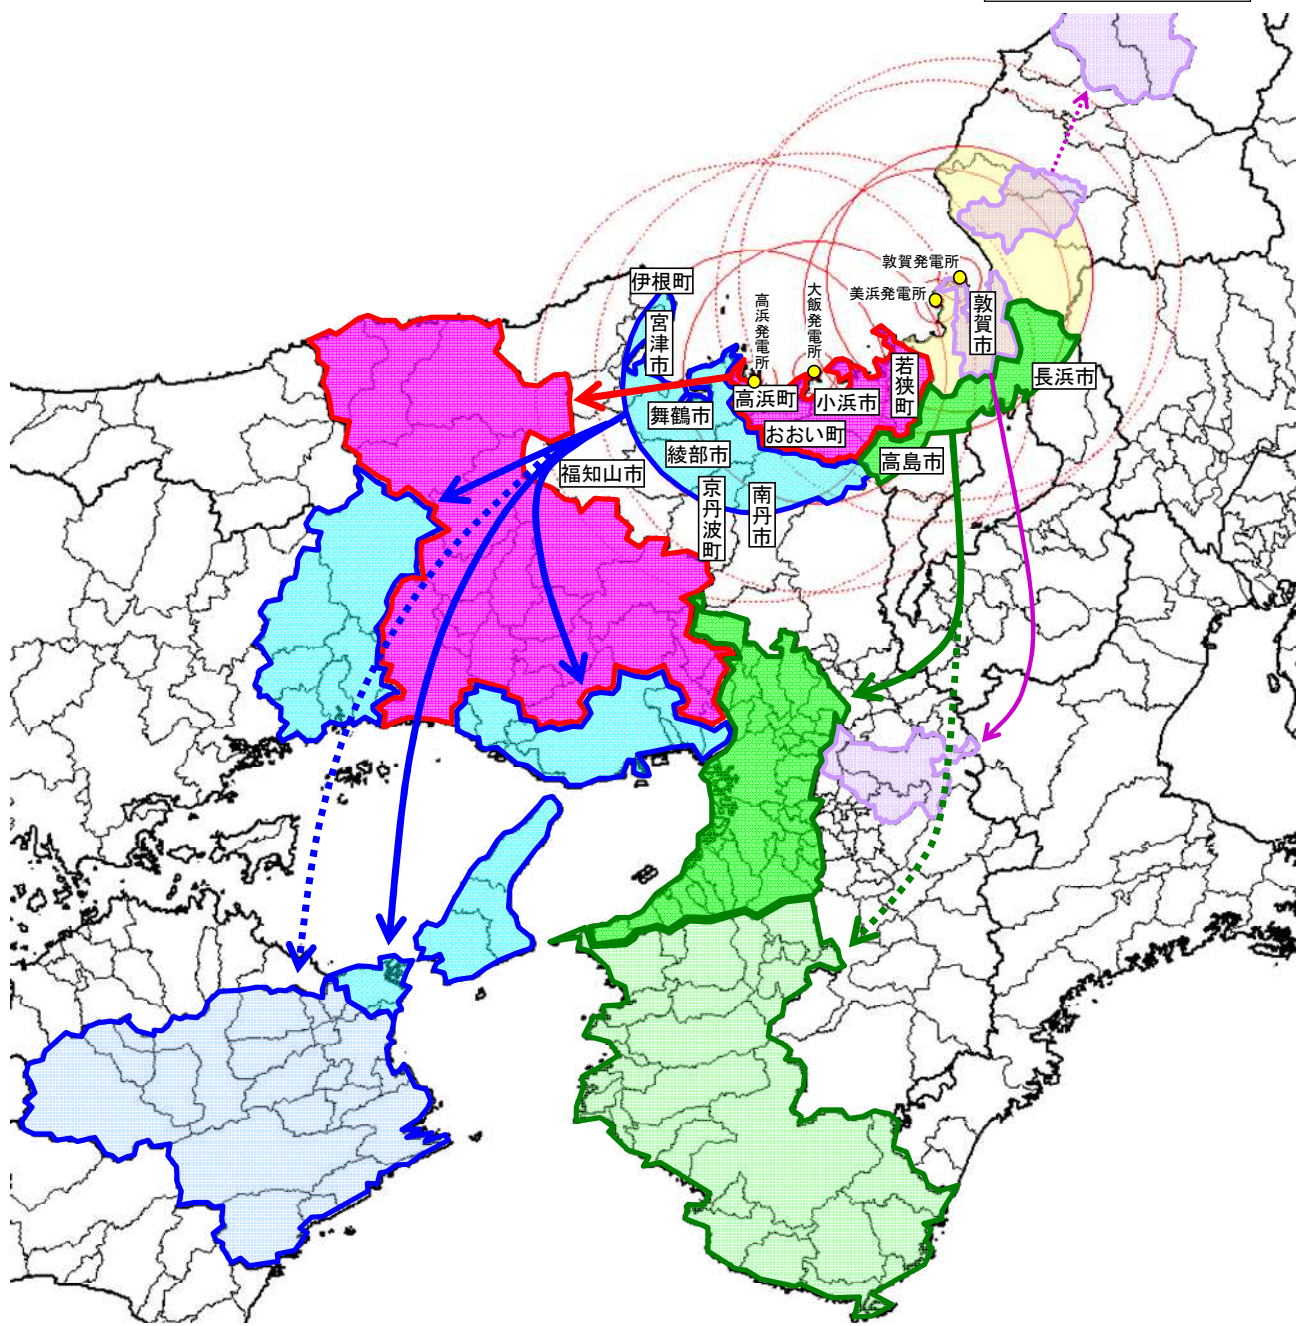 敦賀発電所
伊根町
美浜発電所
大飯発電所
高浜発電所
敦賀市
宮津市
若狭町
長浜市
高浜町
小浜市
舞鶴市
おおい町
綾部市
高島市
福知山市
京丹波町
南丹市